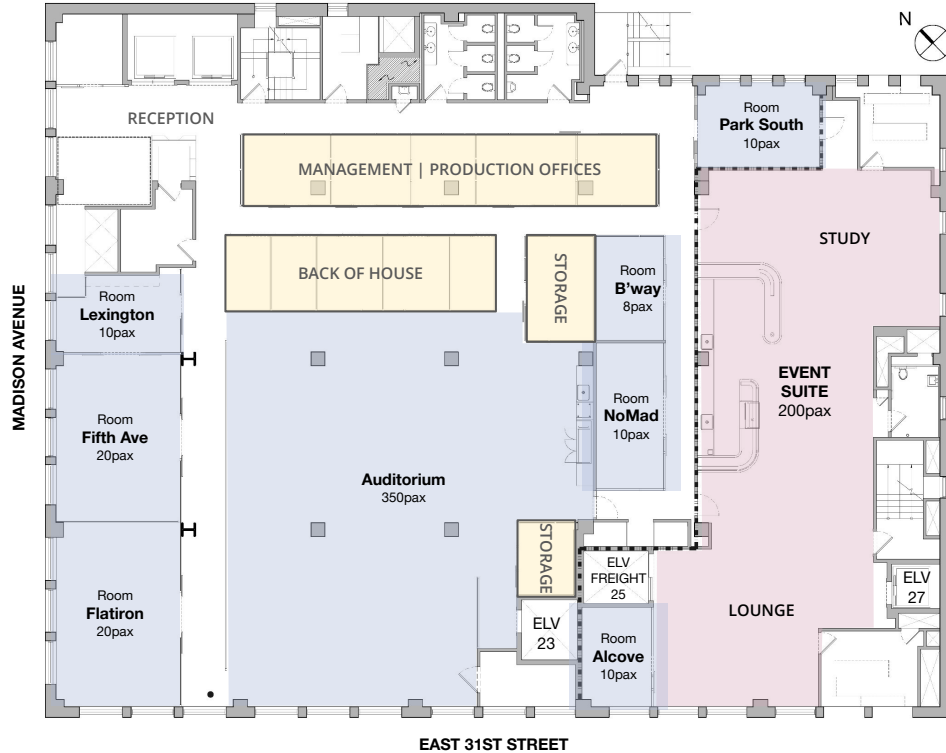 N
Room
Park South
10pax
RECEPTION
MANAGEMENT | PRODUCTION OFFICES
STUDY
BACK OF HOUSE
STORAGE
Room
B'way
8pax
Room
Lexington
10pax
EVENT
SUITE
200pax
MADISON AVENUE
Room
NoMad
10pax
Room
Fifth Ave
20pax
Auditorium
350pax
STORAGE
ELV
FREIGHT
25
ELV
27
Room
Flatiron
20pax
LOUNGE
ELV
23
Room
Alcove
10pax
EAST 31ST STREET